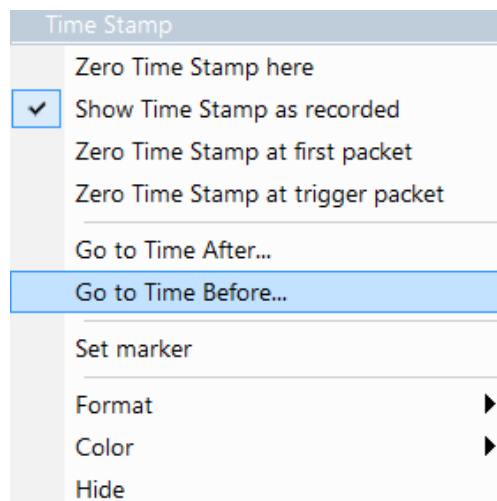 Time Stamp
Zero Time Stamp here
Show Time Stamp as recorded
Zero Time Stamp at first packet
Zero Time Stamp at trigger packet
Go to Time After...
Go to Time Before...
Set marker
Format
Color
Hide